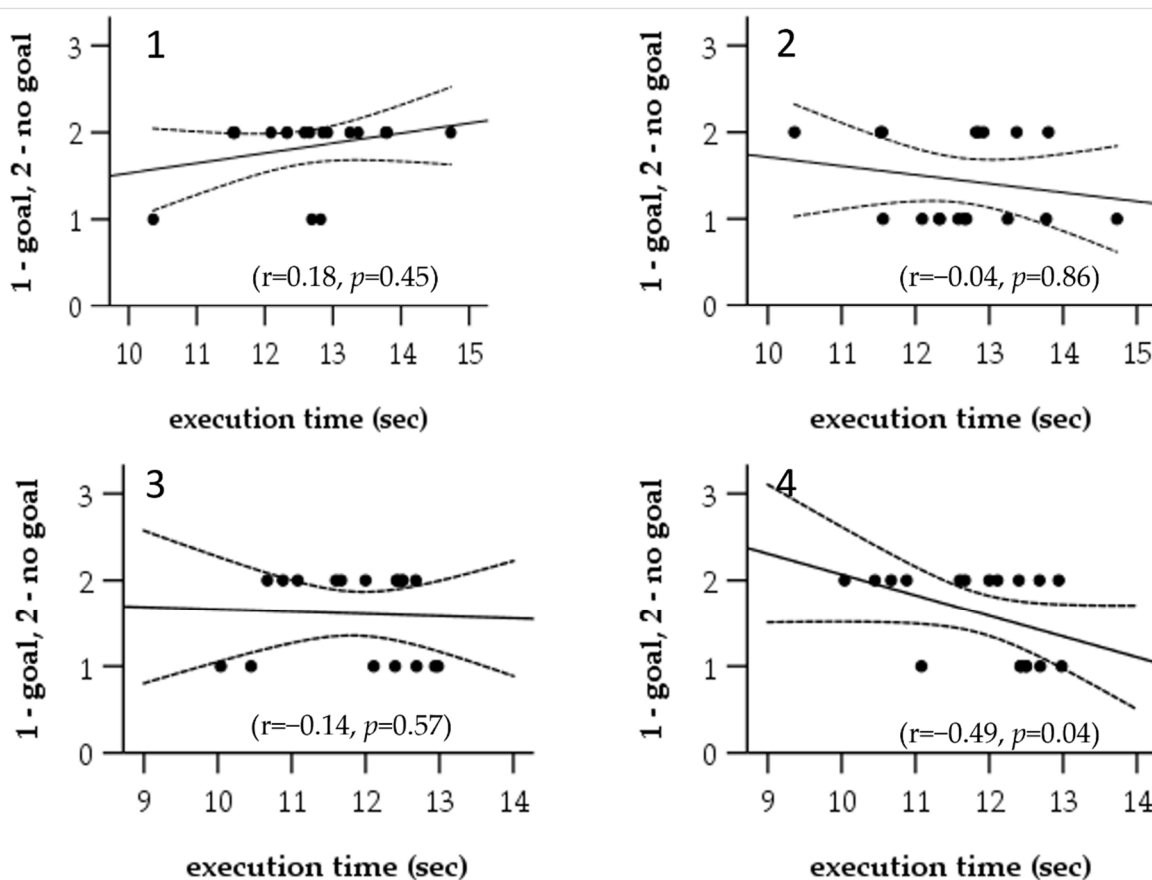 1 - goal, 2 - no goal
3
2
1
0
1
(r=0.18, p=0.45)
10 11 12 13 14 15
execution time (sec)
1 - goal, 2 - no goal
3
2
1
0
2
(r=−0.04, p=0.86)
10 11 12 13 14 15
execution time (sec)
1 - goal, 2 - no goal
3
2
1
0
3
(r=−0.14, p=0.57)
9 10 11 12 13 14
execution time (sec)
1 - goal, 2 - no goal
3
2
1
0
4
(r=−0.49, p=0.04)
9 10 11 12 13 14
execution time (sec)